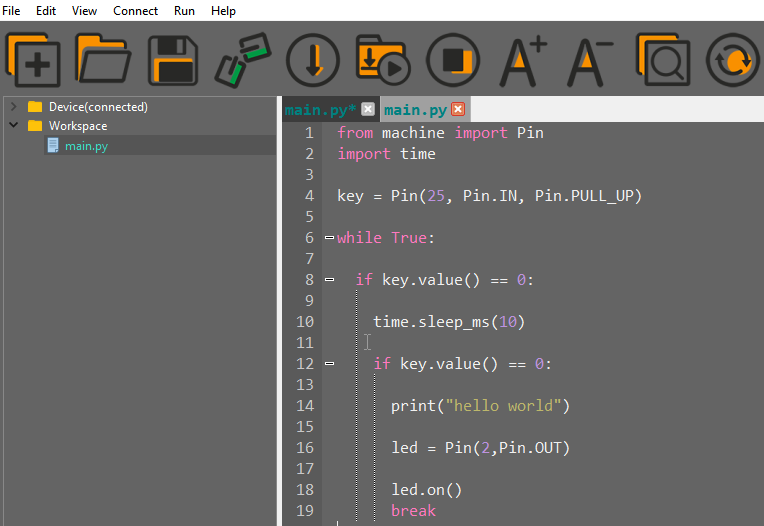 File Edit View Connect Run Help
Device(connected)
Workspace
main.py
main.py* main.py
1 from machine import Pin
2 import time
3
4 key = Pin(25, Pin.IN, Pin.PULL_UP)
5
6 while True:
7
8 if key.value() == 0:
9
10 time.sleep_ms(10)
11
12 if key.value() == 0:
13
14 print("hello world")
15
16 led = Pin(2,Pin.OUT)
17
18 led.on()
19 break